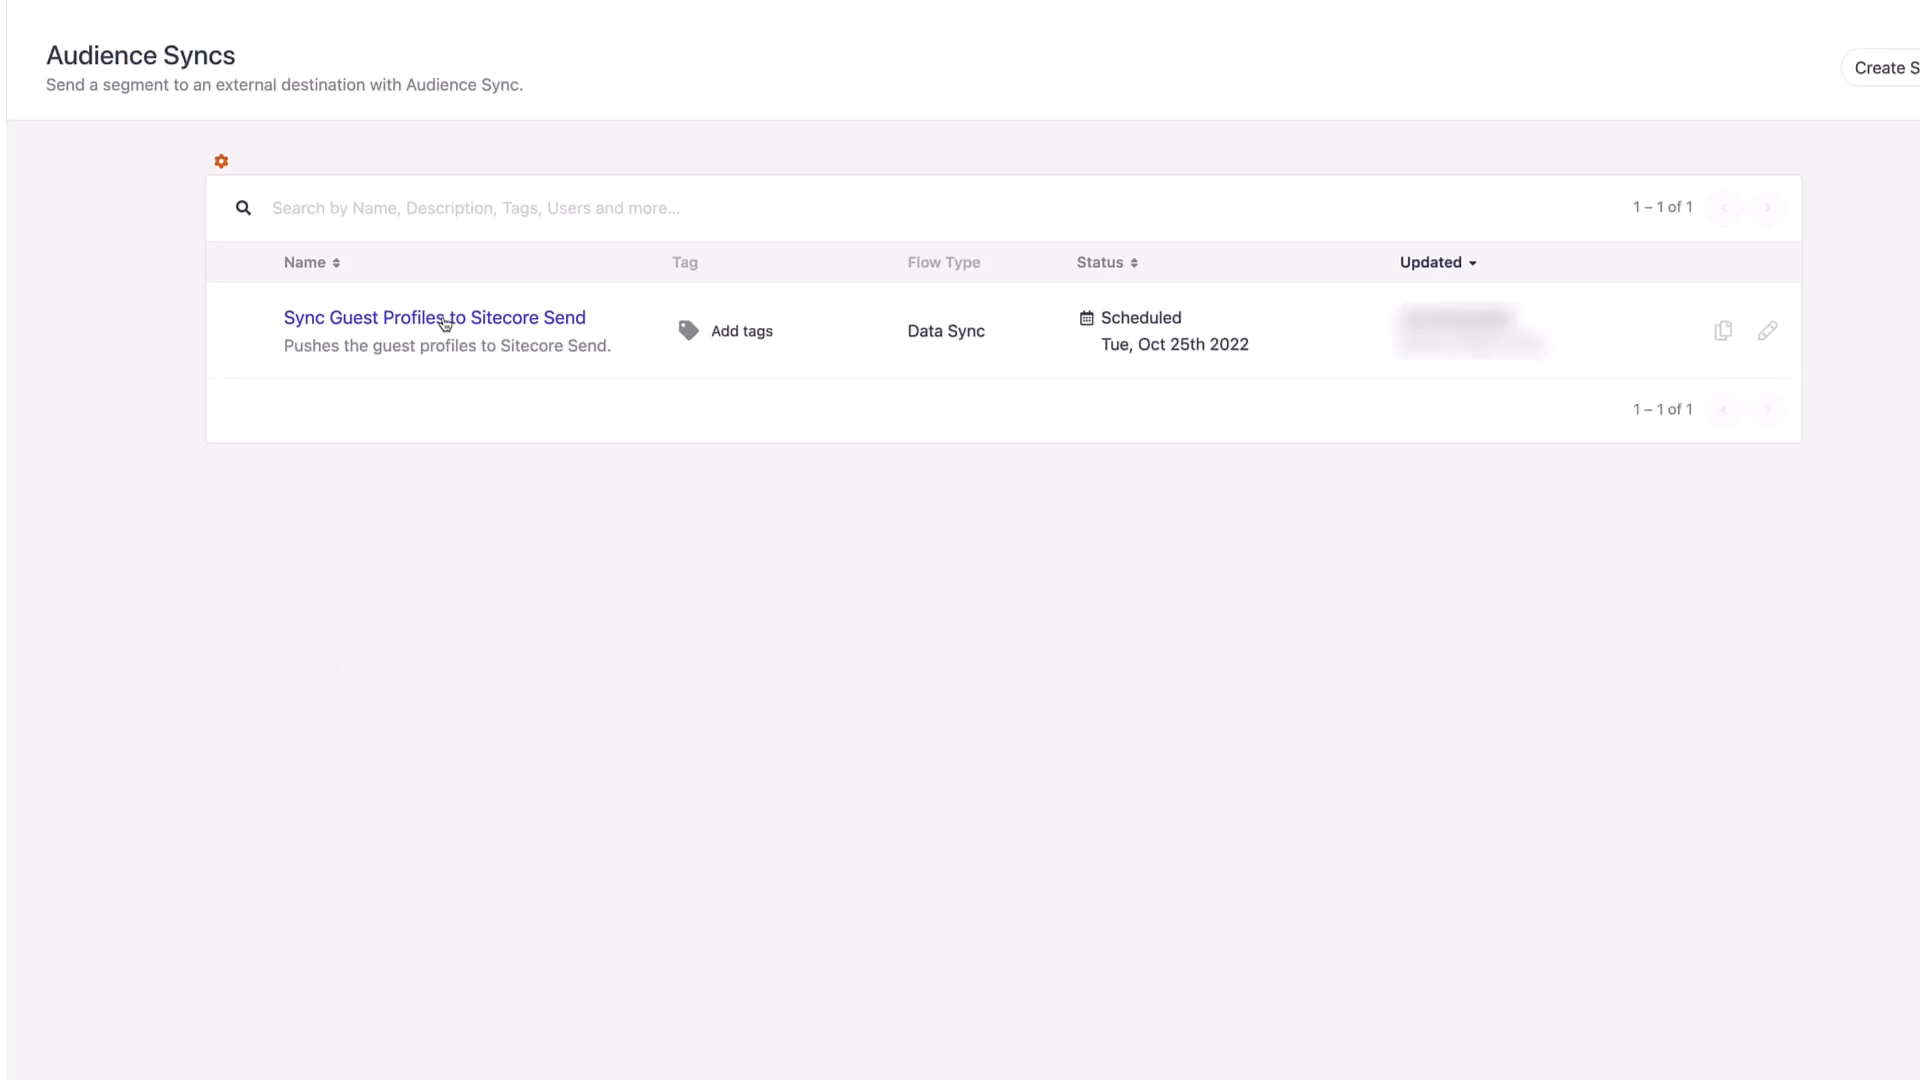 Audience Syncs
Send a segment to an external destination with Audience Sync.
Create S
Search by Name, Description, Tags, Users and more...
1 – 1 of 1
Name
Tag
Flow Type
Status
Updated
Sync Guest Profiles to Sitecore Send
Pushes the guest profiles to Sitecore Send.
Add tags
Data Sync
Scheduled
Tue, Oct 25th 2022
1 – 1 of 1